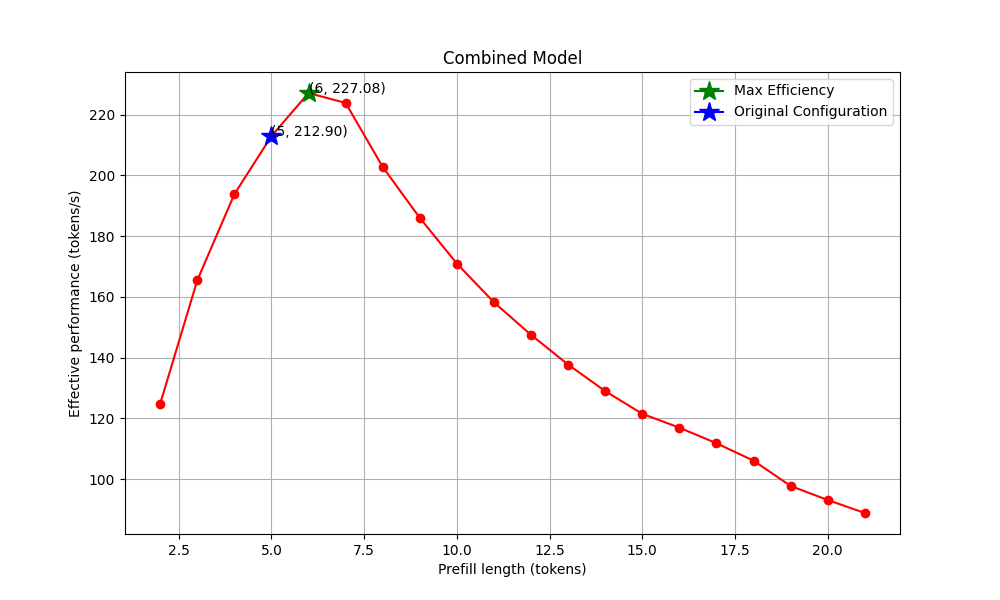 Combined Model
Max Efficiency
Original Configuration
(6, 227.08)
(5, 212.90)
Effective performance (tokens/s)
220
200
180
160
140
120
100
2.5 5.0 7.5 10.0 12.5 15.0 17.5 20.0
Prefill length (tokens)